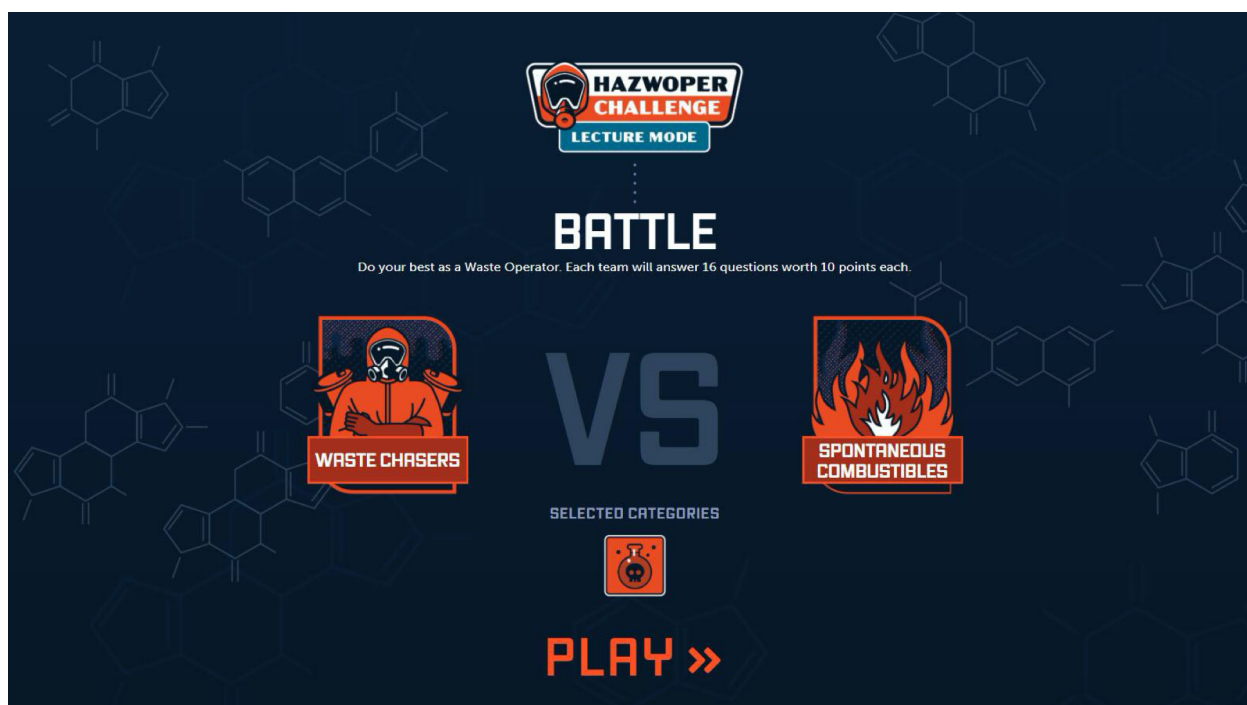 HAZWOPER
CHALLENGE
LECTURE MODE
BATTLE
Do your best as a Waste Operator. Each team will answer 16 questions worth 10 points each.
WASTE CHASERS
VS
SPONTANEOUS
COMBUSTIBLES
SELECTED CATEGORIES
PLAY »